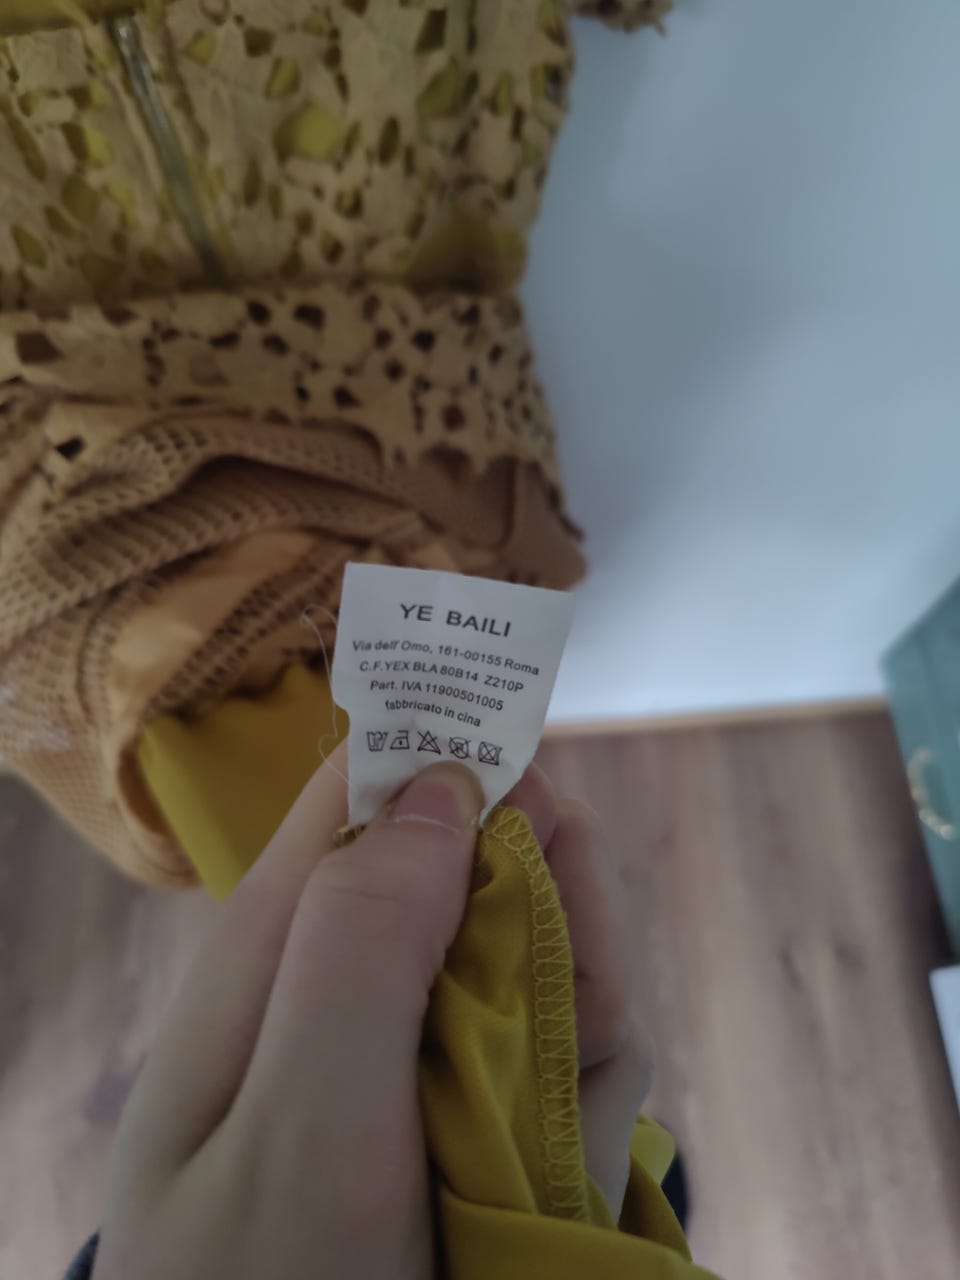 YE BAILI
Via dell' Omo, 161-00155 Roma
C.F.YEX BLA 80B14 Z210P
Part. IVA 11900501005
fabbricato in cina